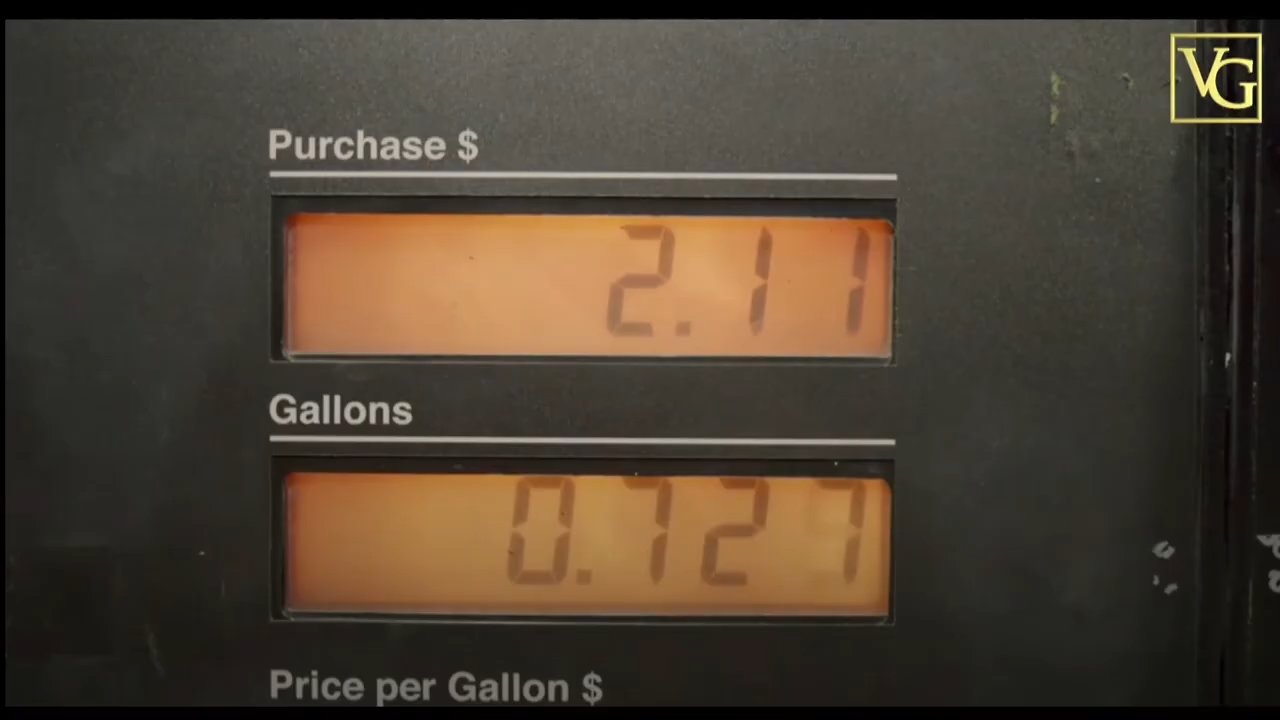 VG
Purchase $
2.11
Gallons
0.727
Price per Gallon $